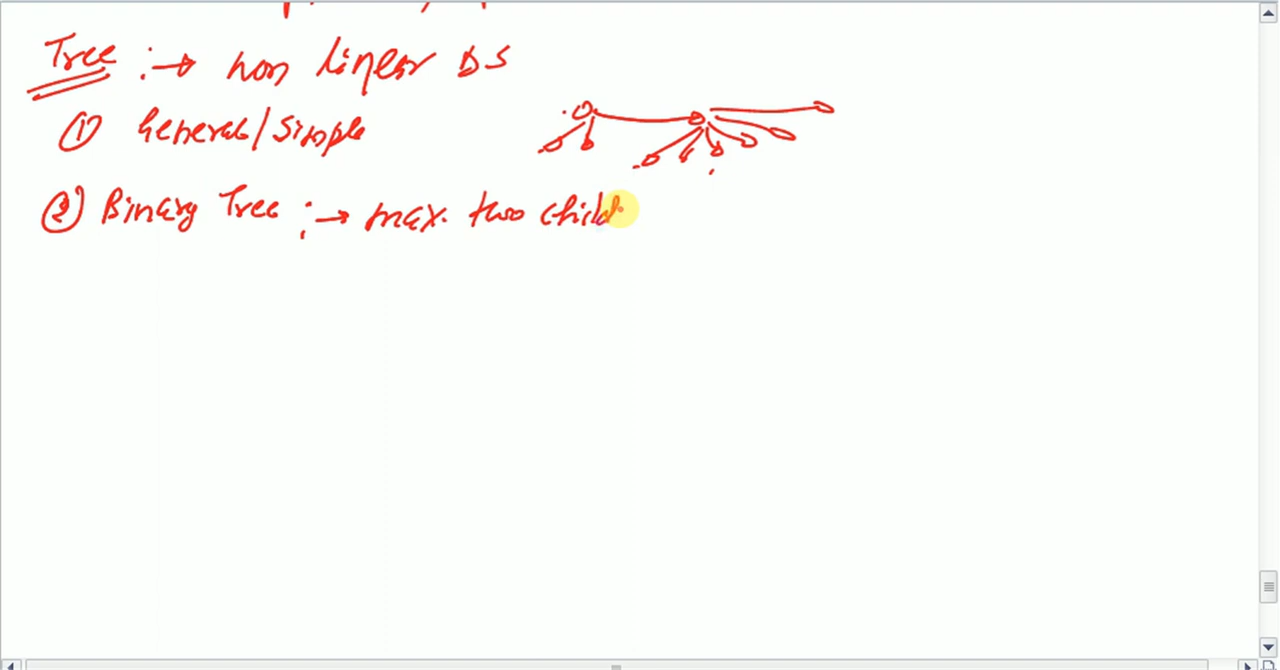 Tree :→ non linear DS
① General/simple
② Binary Tree :→ max. two child